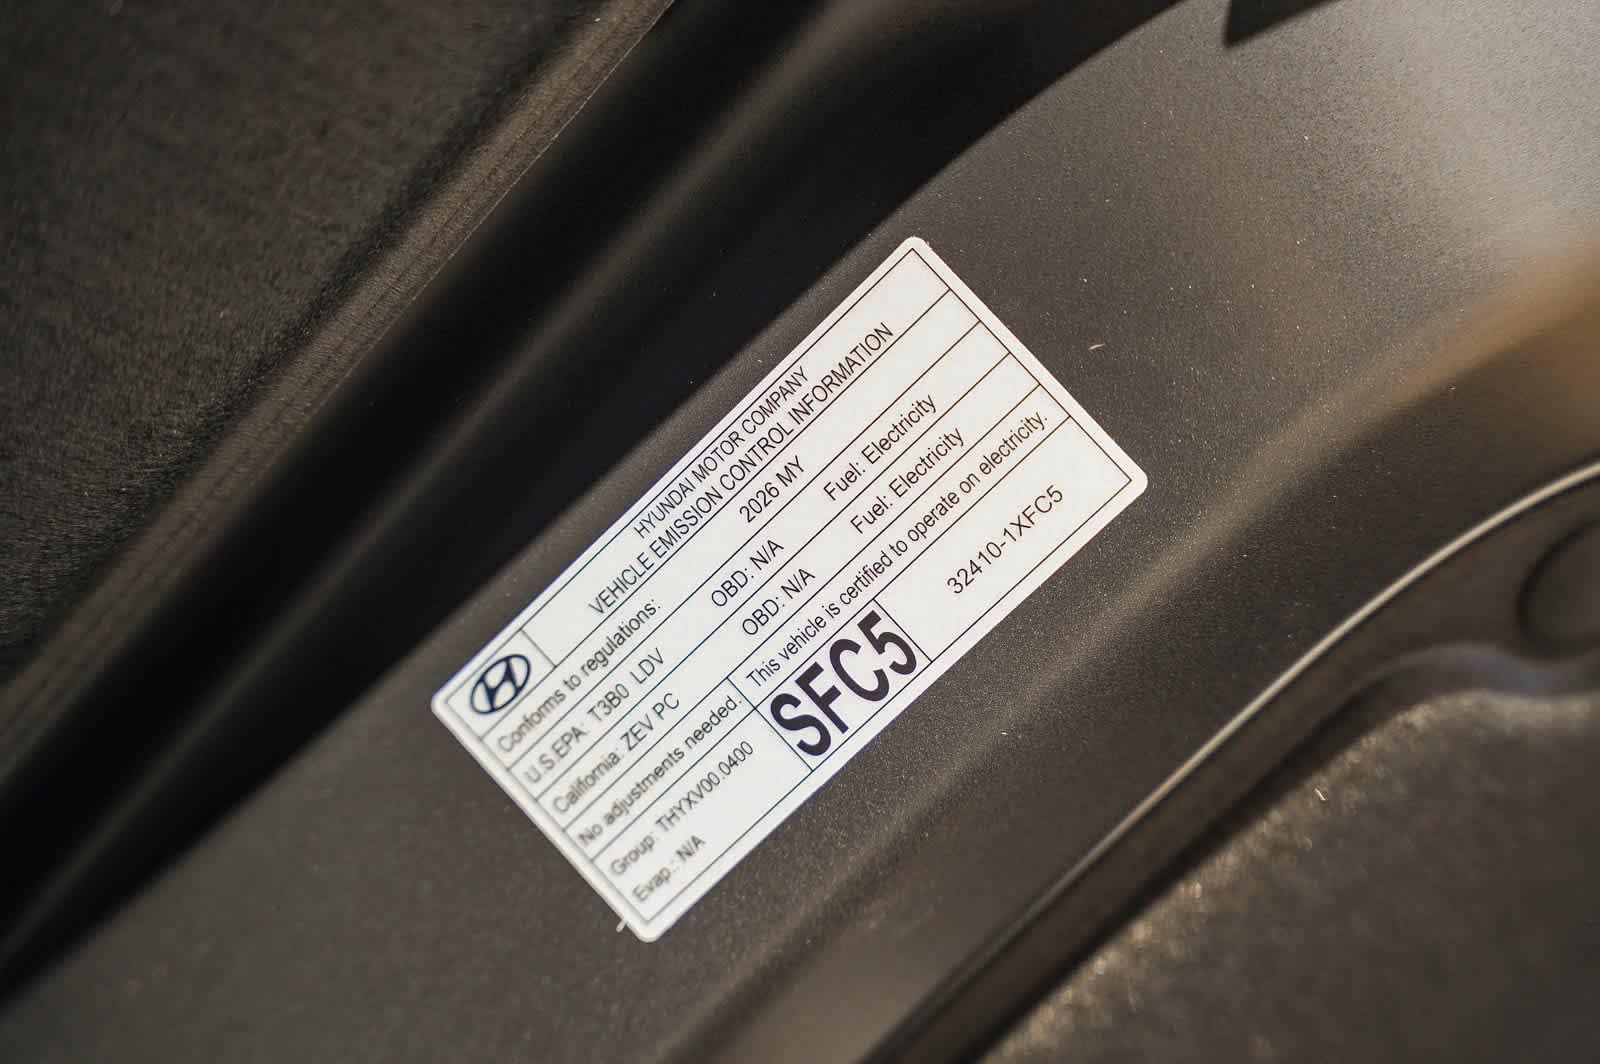 HYUNDAI MOTOR COMPANY
VEHICLE EMISSION CONTROL INFORMATION
Conforms to regulations: 2026 MY
U.S.EPA: T3B0 LDV OBD: N/A Fuel: Electricity
California: ZEV PC OBD: N/A Fuel: Electricity
No adjustments needed. This vehicle is certified to operate on electricity.
Group: THYXV00.0400
Evap.: N/A
SFC5
32410-1XFC5